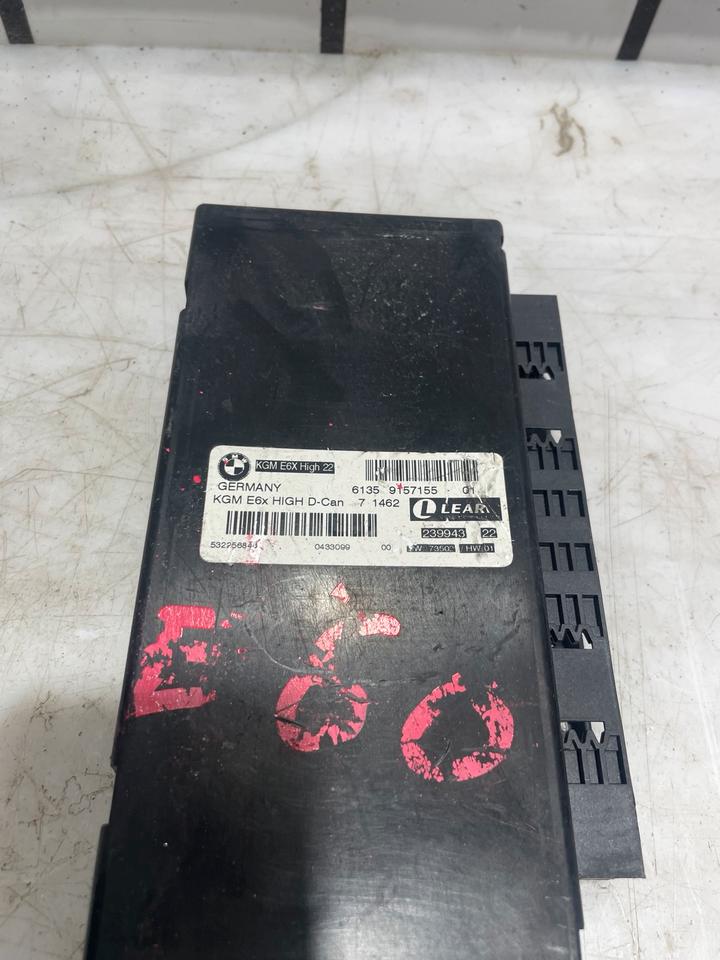 BMW
KGM E6X High 22
GERMANY 6135 9157155 01
KGM E6x HIGH D-Can 7 1462
LEAR
239943 22
0433099 00
HW 01
E60